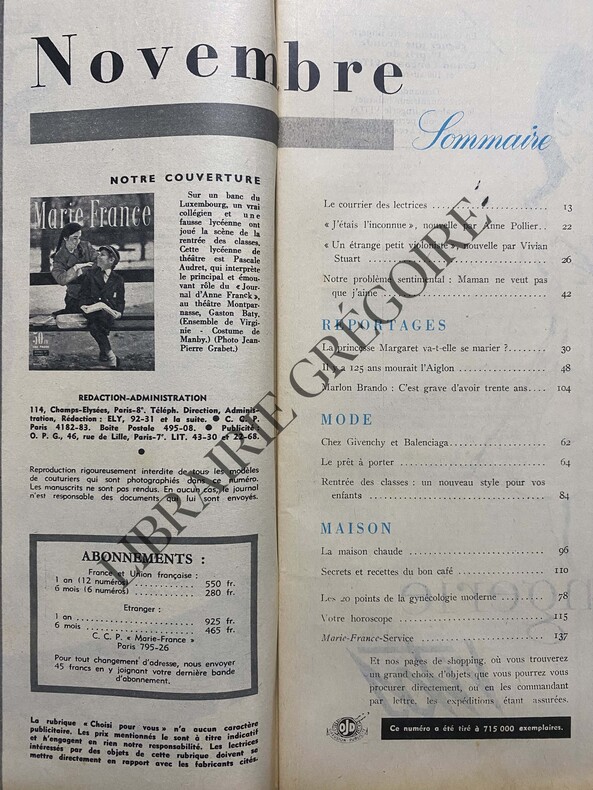 Novembre
NOTRE COUVERTURE
Marie France
Sur un banc du
Luxembourg, un vrai
collégien et une
fausse lycéenne ont
joué la scène de la
rentrée des classes.
Cette lycéenne de
théâtre est Pascale
Audret, qui interprète
le principal et émou-
vant rôle du « Jour-
nal d'Anne Franck »,
au théâtre Montpar-
nasse, Gaston Baty.
(Ensemble de Virgi-
nie - Costume de
Manby.) (Photo Jean-
Pierre Grabet.)
REDACTION-ADMINISTRATION
114, Champs-Elysées, Paris-8e. Téléph. Direction, Adminis-
tration, Rédaction : ELY, 92-31 et la suite. ● C. C. P.
Paris 4182-83. Boite Postale 495-08. ● Publicité :
O. P. G., 46, rue de Lille, Paris-7e. LIT. 43-30 et 22-68.
Reproduction rigoureusement interdite de tous les modèles
de couturiers qui sont photographiés dans ce numéro.
Les manuscrits ne sont pas rendus. En aucun cas le journal
n'est responsable des documents qui lui sont envoyés.
ABONNEMENTS :
France et Union française :
1 an (12 numéros) ........ 550 fr.
6 mois (6 numéros) ........ 280 fr.
Etranger :
1 an ........ 925 fr.
6 mois ........ 465 fr.
C. C. P. « Marie-France »
Paris 795-26
Pour tout changement d'adresse, nous envoyer
45 francs en y joignant votre dernière bande
d'abonnement.
La rubrique « Choisi pour vous » n'a aucun caractère
publicitaire. Les prix mentionnés le sont à titre indicatif
et n'engagent en rien notre responsabilité. Les lectrices
intéressés par des objets de cette rubrique doivent se
mettre directement en rapport avec les fabricants cités.
Sommaire
Le courrier des lectrices ........ 13
« J'étais l'inconnue », nouvelle par Anne Pollier.. 22
« Un étrange petit violoniste » nouvelle par Vivian
Stuart ........ 26
Notre problème sentimental : Maman ne veut pas
que j'aime ........ 42
REPORTAGES
La princesse Margaret va-t-elle se marier ?........ 30
Il y a 125 ans mourait l'Aiglon ........ 48
Marlon Brando : C'est grave d'avoir trente ans.... 104
MODE
Chez Givenchy et Balenciaga........ 62
Le prêt à porter ........ 64
Rentrée des classes : un nouveau style pour vos
enfants ........ 84
MAISON
La maison chaude ........ 96
Secrets et recettes du bon café ........ 110
Les 20 points de la gynécologie moderne ........ 78
Votre horoscope ........ 115
Marie-France-Service ........ 137
Et nos pages de shopping, où vous trouverez
un grand choix d'objets que vous pourrez vous
procurer directement, ou en les commandant
par lettre, les expéditions étant assurées.
OJD
Ce numéro a été tiré à 715 000 exemplaires.
LIBRAIRIE GRÉGOIRE